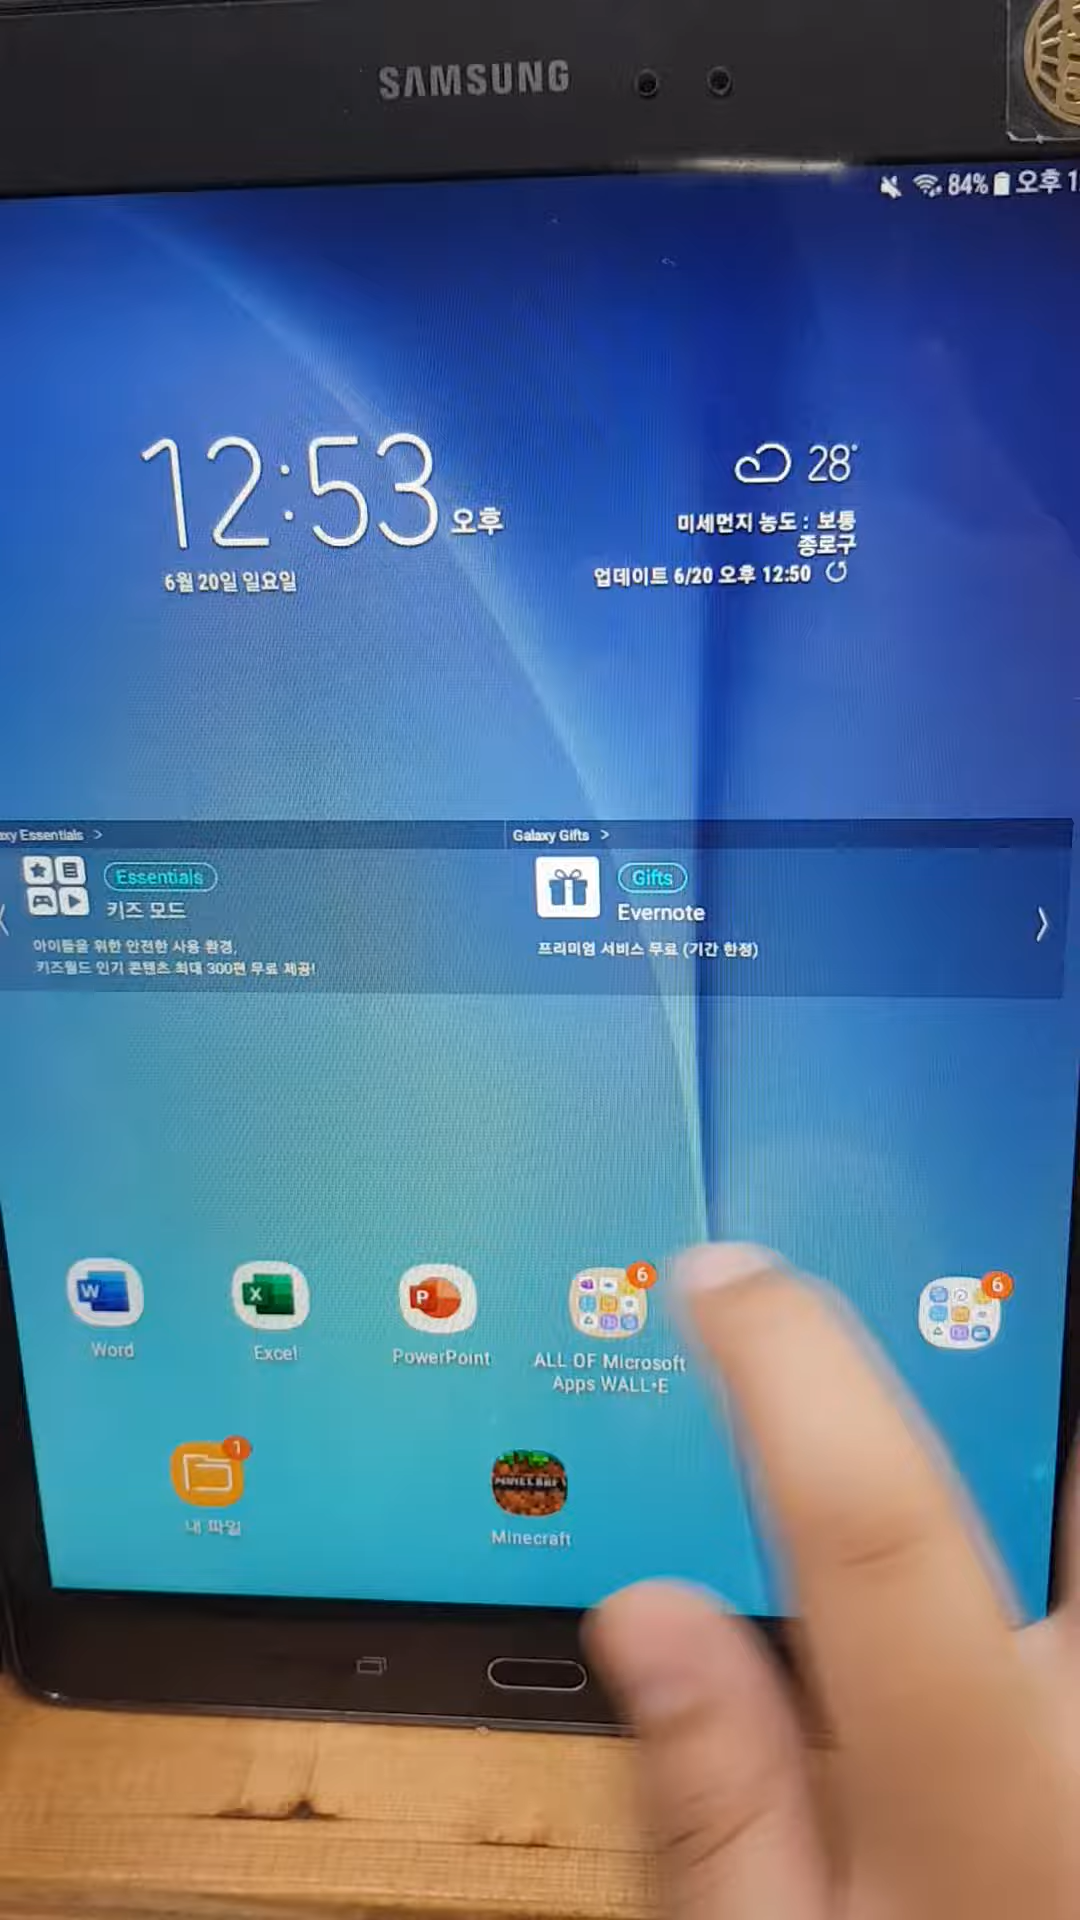 SAMSUNG
84% 오후 1
12:53 오후
6월 20일 일요일
28°
미세먼지 농도 : 보통
종로구
업데이트 6/20 오후 12:50
xy Essentials >
Essentials
키즈 모드
아이들을 위한 안전한 사용 환경,
키즈월드 인기 콘텐츠 최대 300편 무료 제공!
Galaxy Gifts >
Gifts
Evernote
프리미엄 서비스 무료 (기간 한정)
W
X
P
6
6
Word
Excel
PowerPoint
ALL OF Microsoft
Apps WALL•E
1
내 파일
MINECRAFT
Minecraft